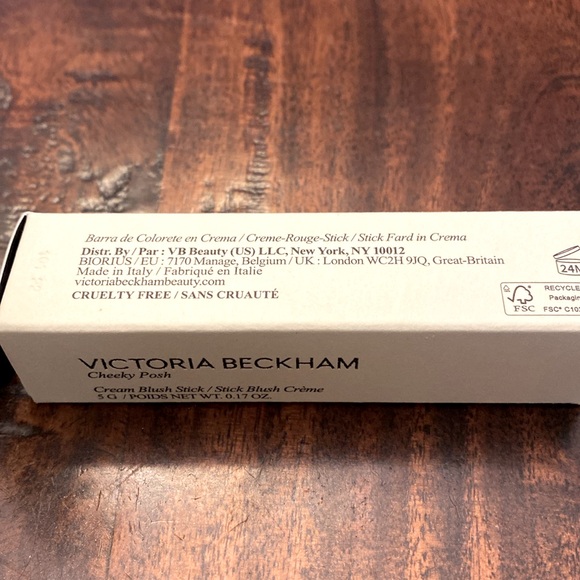 Barra de Colorete en Crema / Creme-Rouge-Stick / Stick Fard in Crema
Distr. By / Par : VB Beauty (US) LLC, New York, NY 10012
BIORIUS / EU : 7170 Manage, Belgium / UK : London WC2H 9JQ, Great-Britain
Made in Italy / Fabriqué en Italie
victoriabeckhambeauty.com
CRUELTY FREE / SANS CRUAUTÉ
24M
RECYCLE
Packaging
FSC
FSC® C10
VICTORIA BECKHAM
Cheeky Posh
Cream Blush Stick / Stick Blush Crème
5 G / POIDS NET WT. 0.17 OZ.